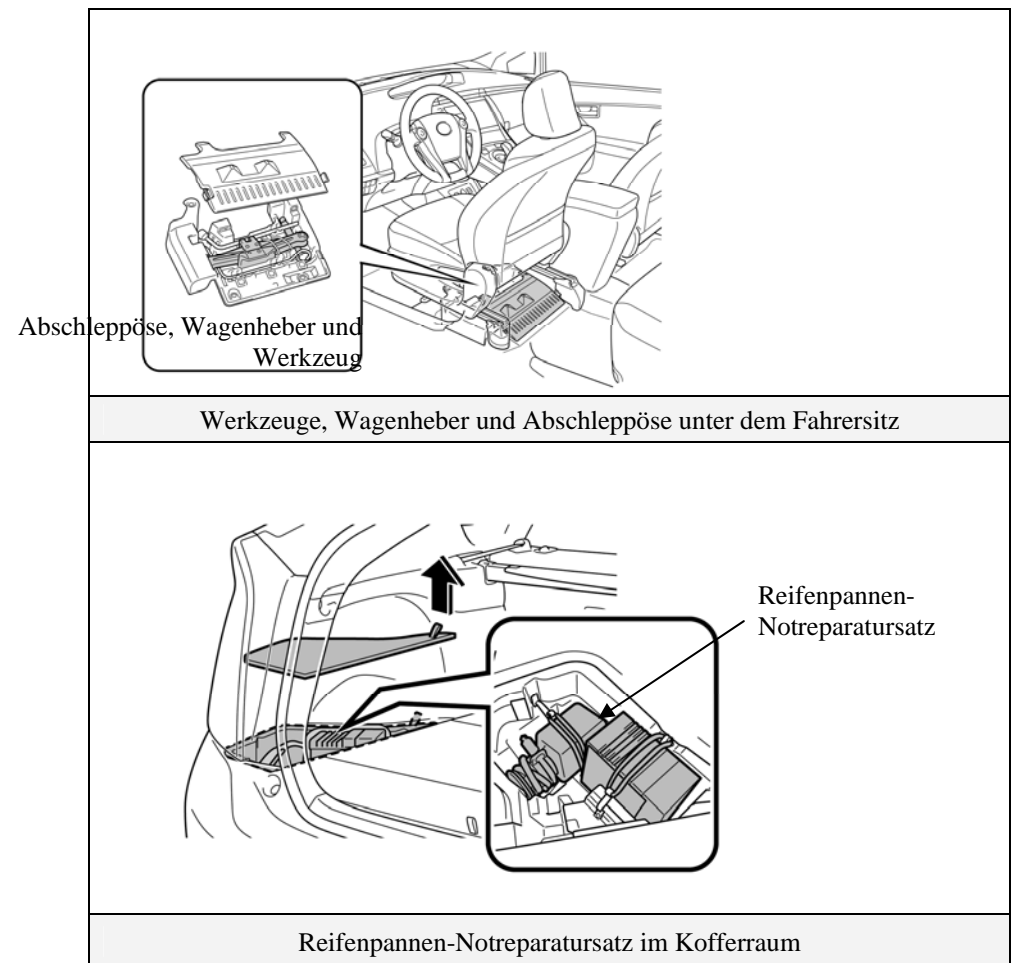 Abschleppöse, Wagenheber und
Werkzeug
Werkzeuge, Wagenheber und Abschleppöse unter dem Fahrersitz
Reifenpannen-
Notreparatursatz
Reifenpannen-Notreparatursatz im Kofferraum